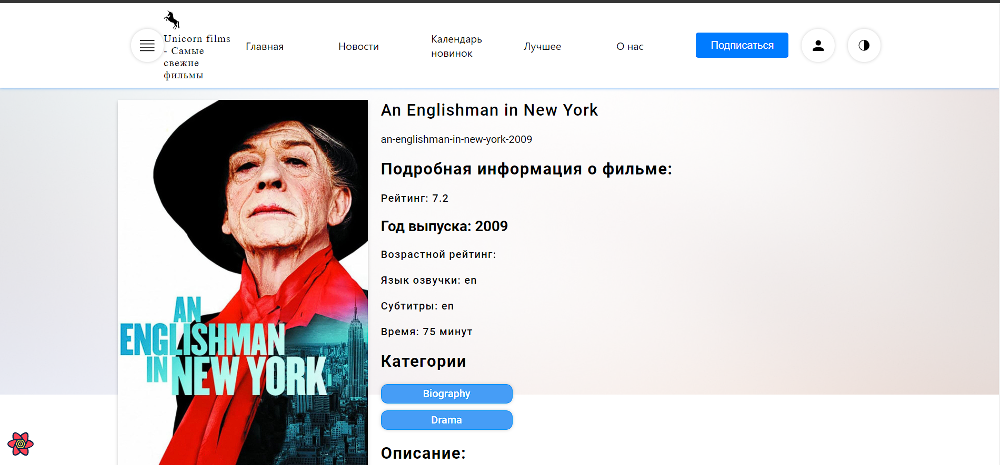 Unicorn films
- Самые
свежие
фильмы
Главная
Новости
Календарь
новинок
Лучшее
О нас
Подписаться
An Englishman in New York
an-englishman-in-new-york-2009
Подробная информация о фильме:
Рейтинг: 7.2
Год выпуска: 2009
Возрастной рейтинг:
Язык озвучки: en
Субтитры: en
Время: 75 минут
Категории
Biography
Drama
Описание:
AN
ENGLISHMAN
IN NEW YORK